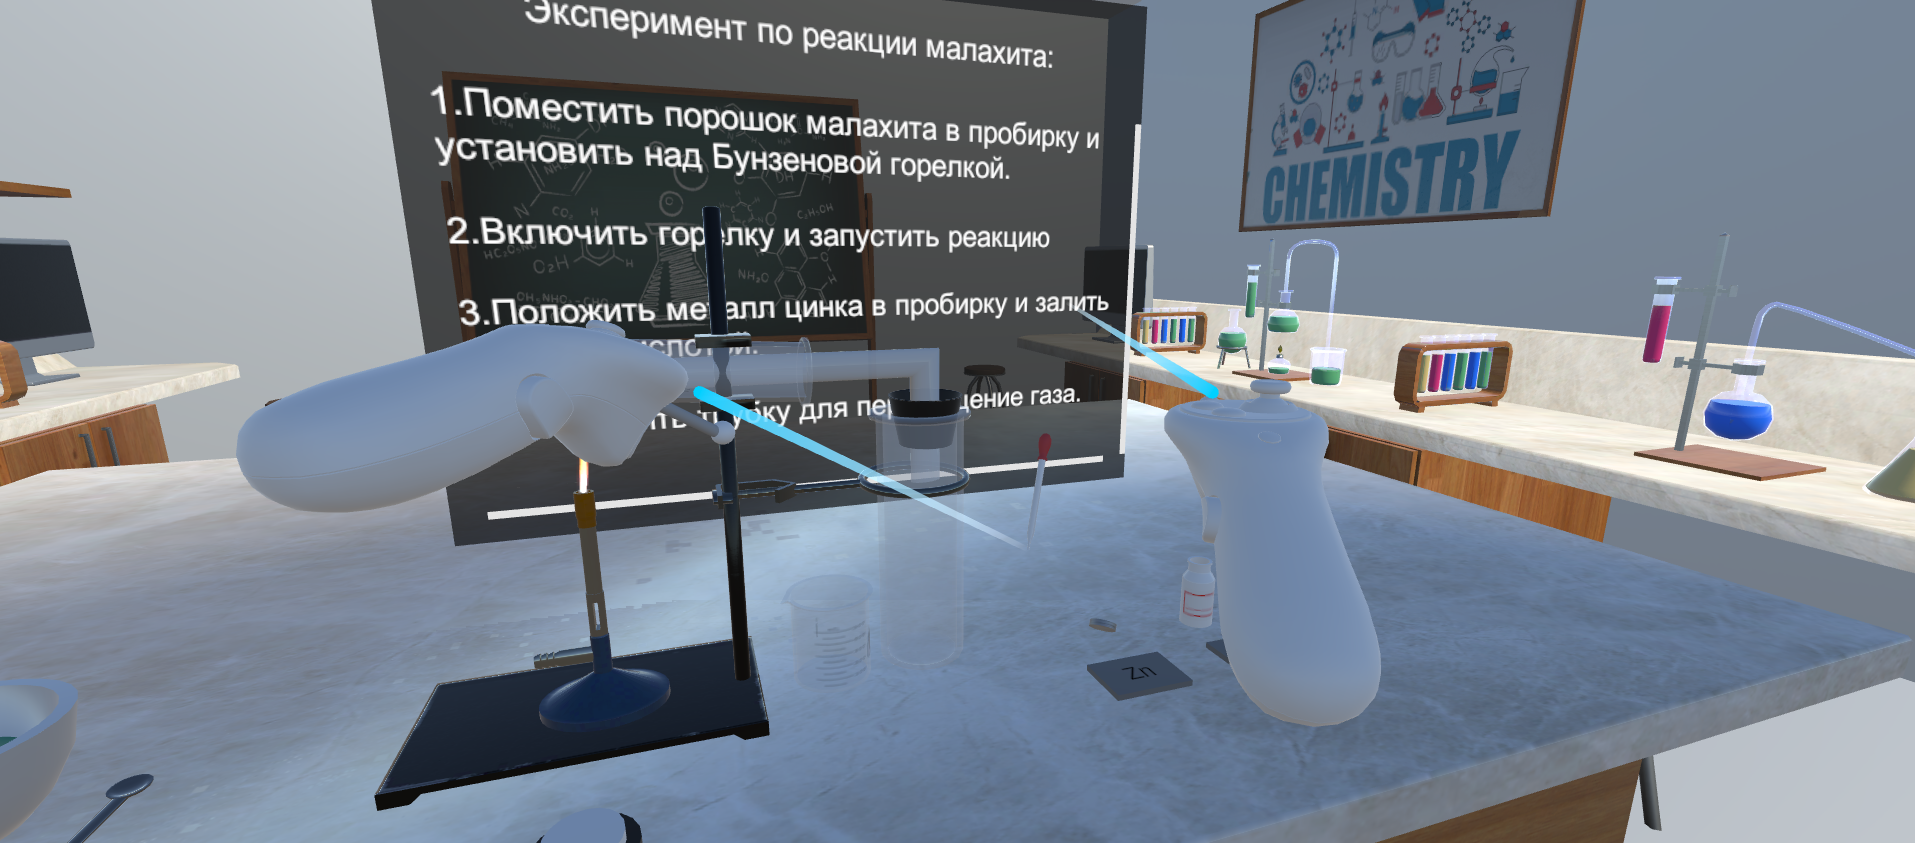 Эксперимент по реакции малахита:
1.Поместить порошок малахита в пробирку и
установить над Бунзеновой горелкой.
2.Включить горелку и запустить реакцию
3.Положить металл цинка в пробирку и залить
для газа.
CHEMISTRY
Zn